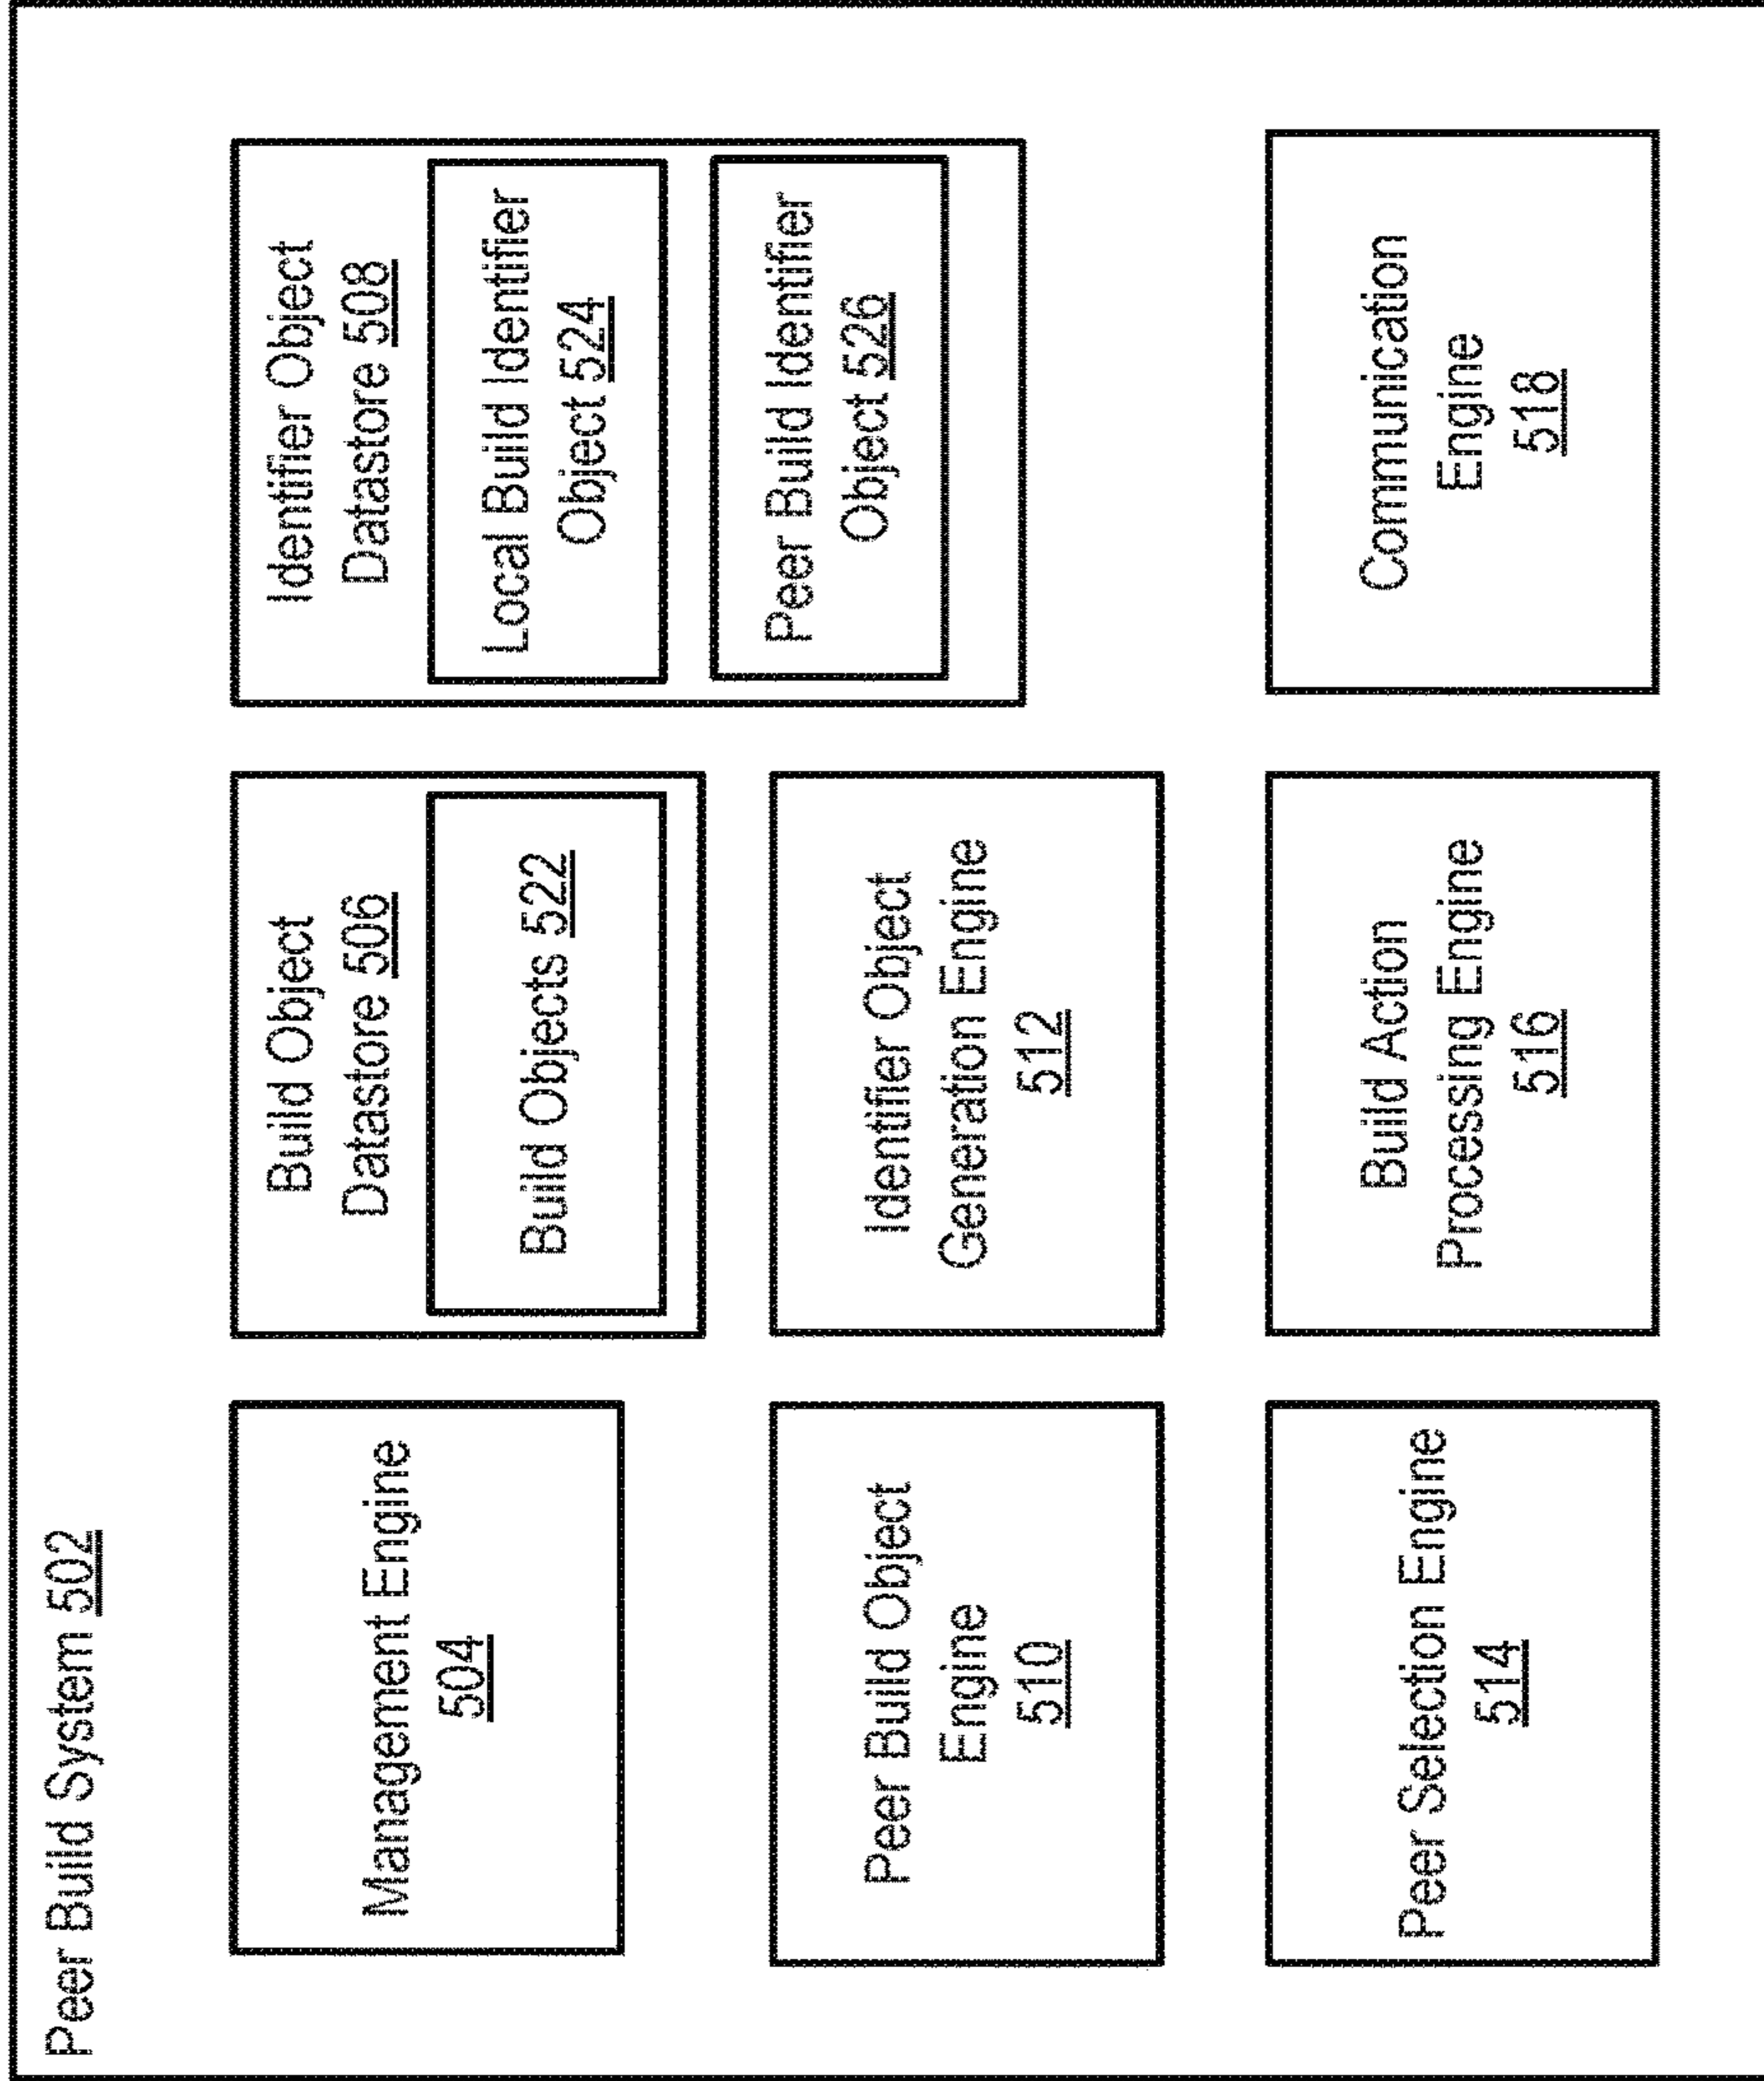 Peer Build System 502
Management Engine
504
Build Object
Datastore 506
Build Objects 522
Identifier Object
Datastore 508
Local Build Identifier
Object 524
Peer Build Identifier
Object 526
Peer Build Object
Engine
510
Identifier Object
Generation Engine
512
Peer Selection Engine
514
Build Action
Processing Engine
516
Communication
Engine
518